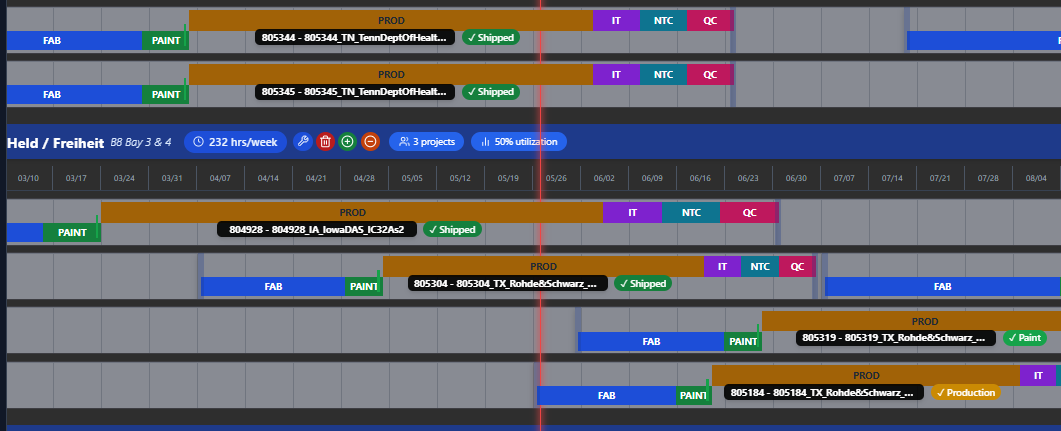 PROD IT NTC QC
805344 - 805344_TN_TennDeptOfHealt... ✓ Shipped
FAB PAINT
PROD IT NTC QC
805345 - 805345_TN_TennDeptOfHealt... ✓ Shipped
FAB PAINT
Held / Freiheit B8 Bay 3 & 4 232 hrs/week 3 projects 50% utilization
03/10 03/17 03/24 03/31 04/07 04/14 04/21 04/28 05/05 05/12 05/19 05/26 06/02 06/09 06/16 06/23 06/30 07/07 07/14 07/21 07/28 08/04
PROD IT NTC QC
PAINT 804928 - 804928_IA_IowaDAS_IC32As2 ✓ Shipped
PROD IT NTC QC
FAB PAINT 805304 - 805304_TX_Rohde&Schwarz_... ✓ Shipped FAB
PROD
FAB PAINT 805319 - 805319_TX_Rohde&Schwarz_... ✓ Paint
PROD IT
FAB PAINT 805184 - 805184_TX_Rohde&Schwarz_... ✓ Production